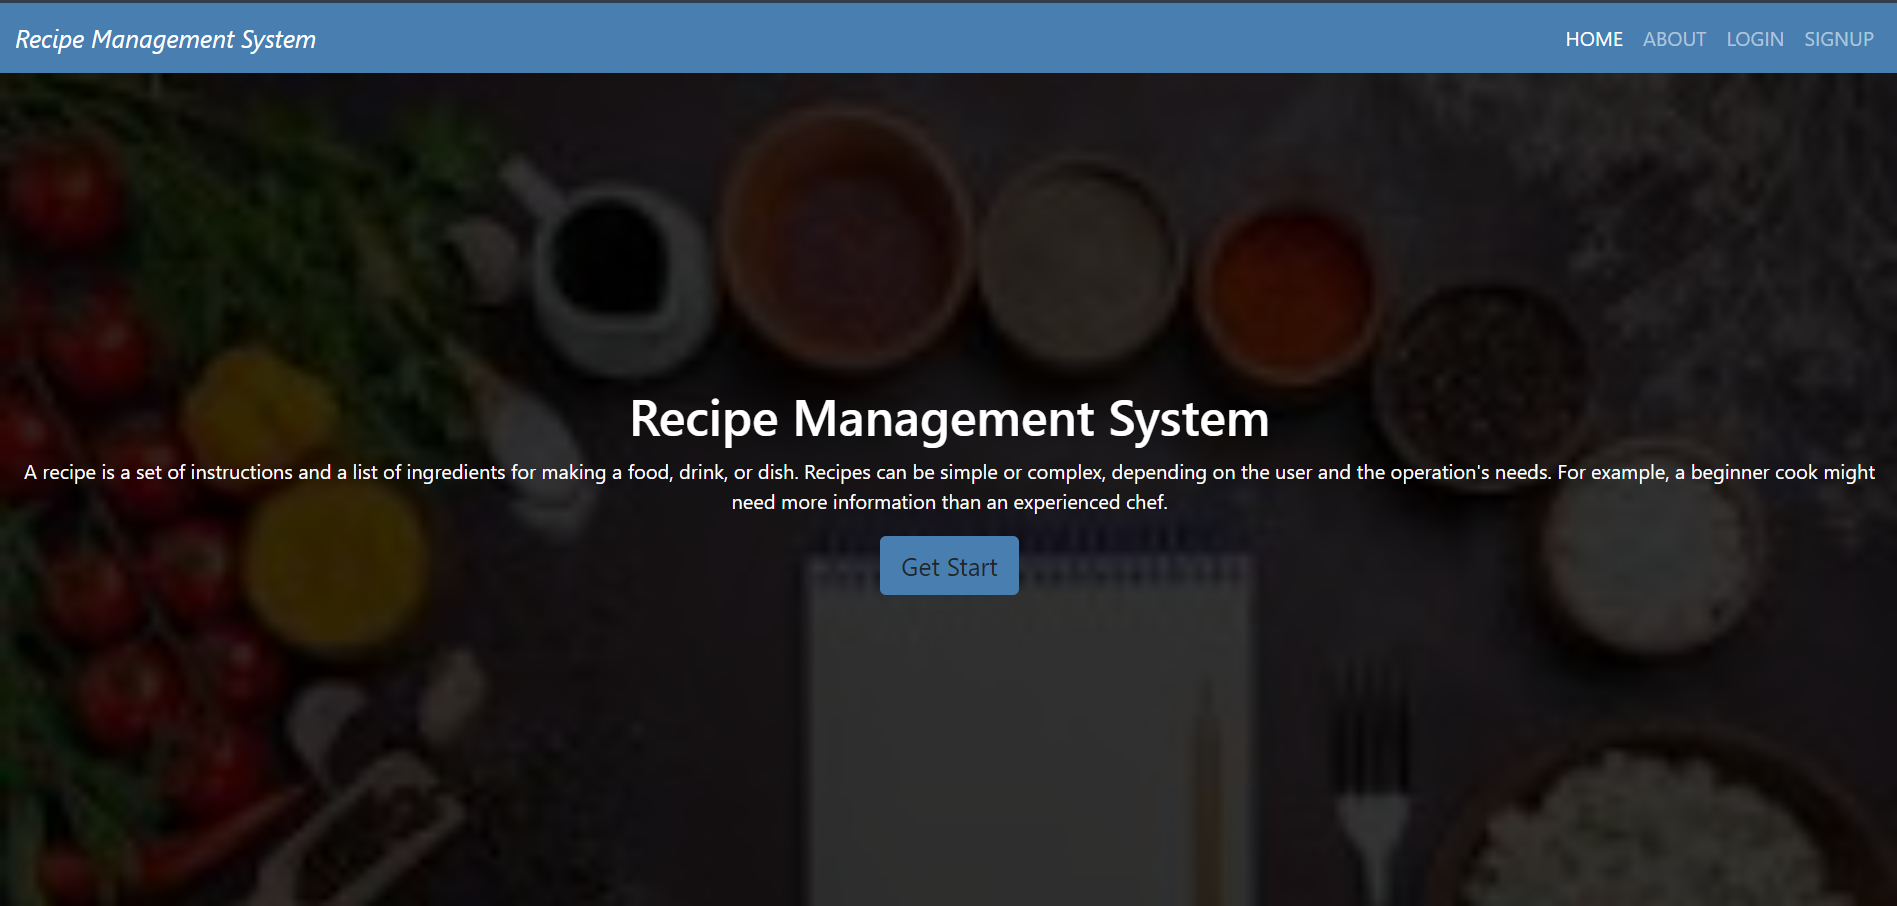 Recipe Management System
HOME ABOUT LOGIN SIGNUP
Recipe Management System
A recipe is a set of instructions and a list of ingredients for making a food, drink, or dish. Recipes can be simple or complex, depending on the user and the operation's needs. For example, a beginner cook might
need more information than an experienced chef.
Get Start